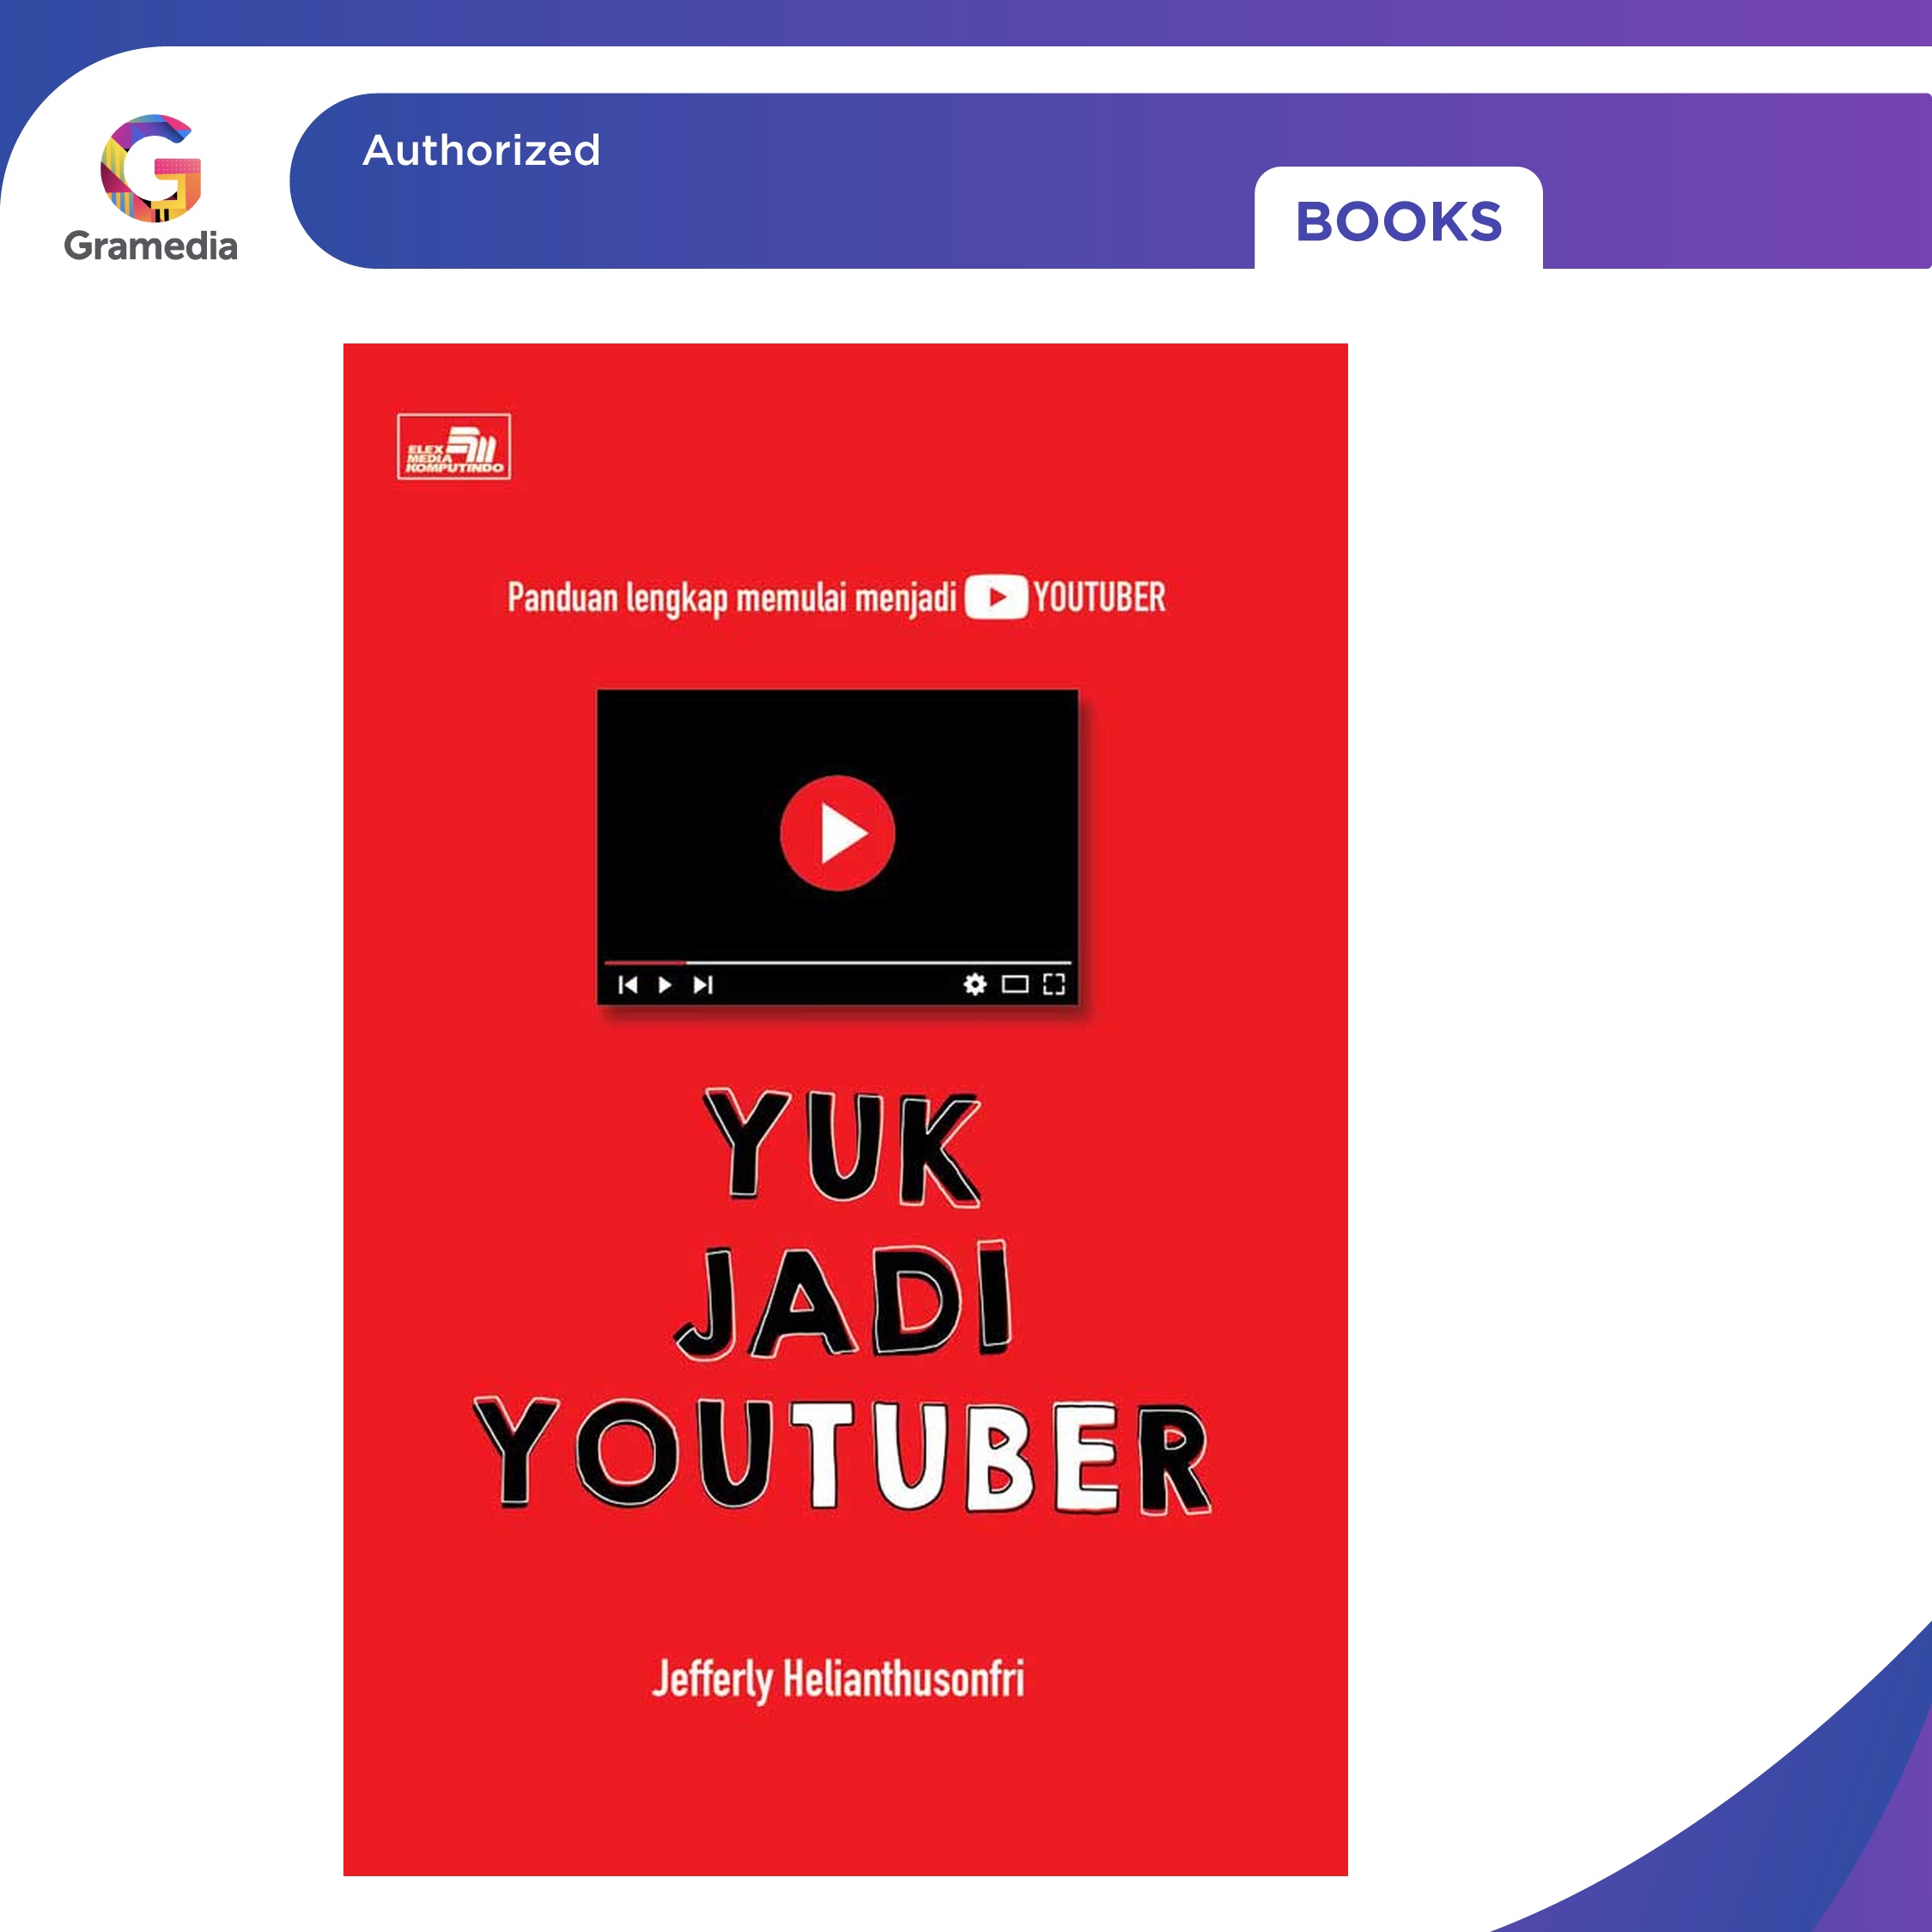 Gramedia
Authorized
BOOKS
ELEX
MEDIA
KOMPUTINDO
Panduan lengkap memulai menjadi YOUTUBER
YUK
JADI
YOUTUBER
Jefferly Helianthusonfri